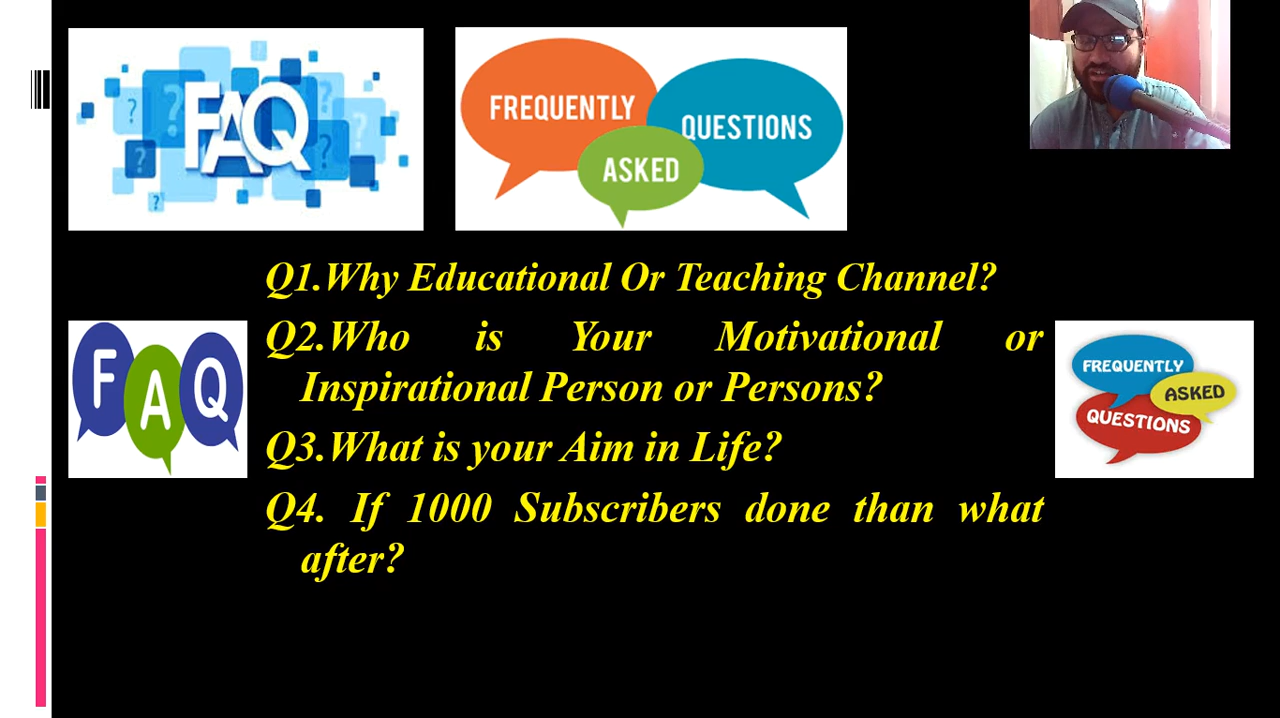 FAQ
? ? ? ? ? ?
FREQUENTLY
ASKED
QUESTIONS
Q1.Why Educational Or Teaching Channel?
Q2.Who is Your Motivational or
Inspirational Person or Persons?
Q3.What is your Aim in Life?
Q4. If 1000 Subscribers done than what
after?
FAQ
FREQUENTLY
ASKED
QUESTIONS